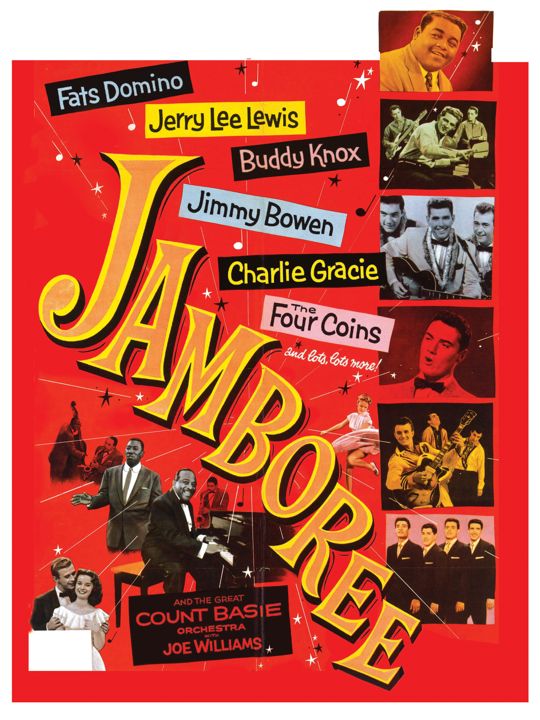 Fats Domino
Jerry Lee Lewis
Buddy Knox
Jimmy Bowen
Charlie Gracie
The
Four Coins
and lots, lots more!
JAMBOREE
AND THE GREAT
COUNT BASIE
ORCHESTRA
WITH
JOE WILLIAMS